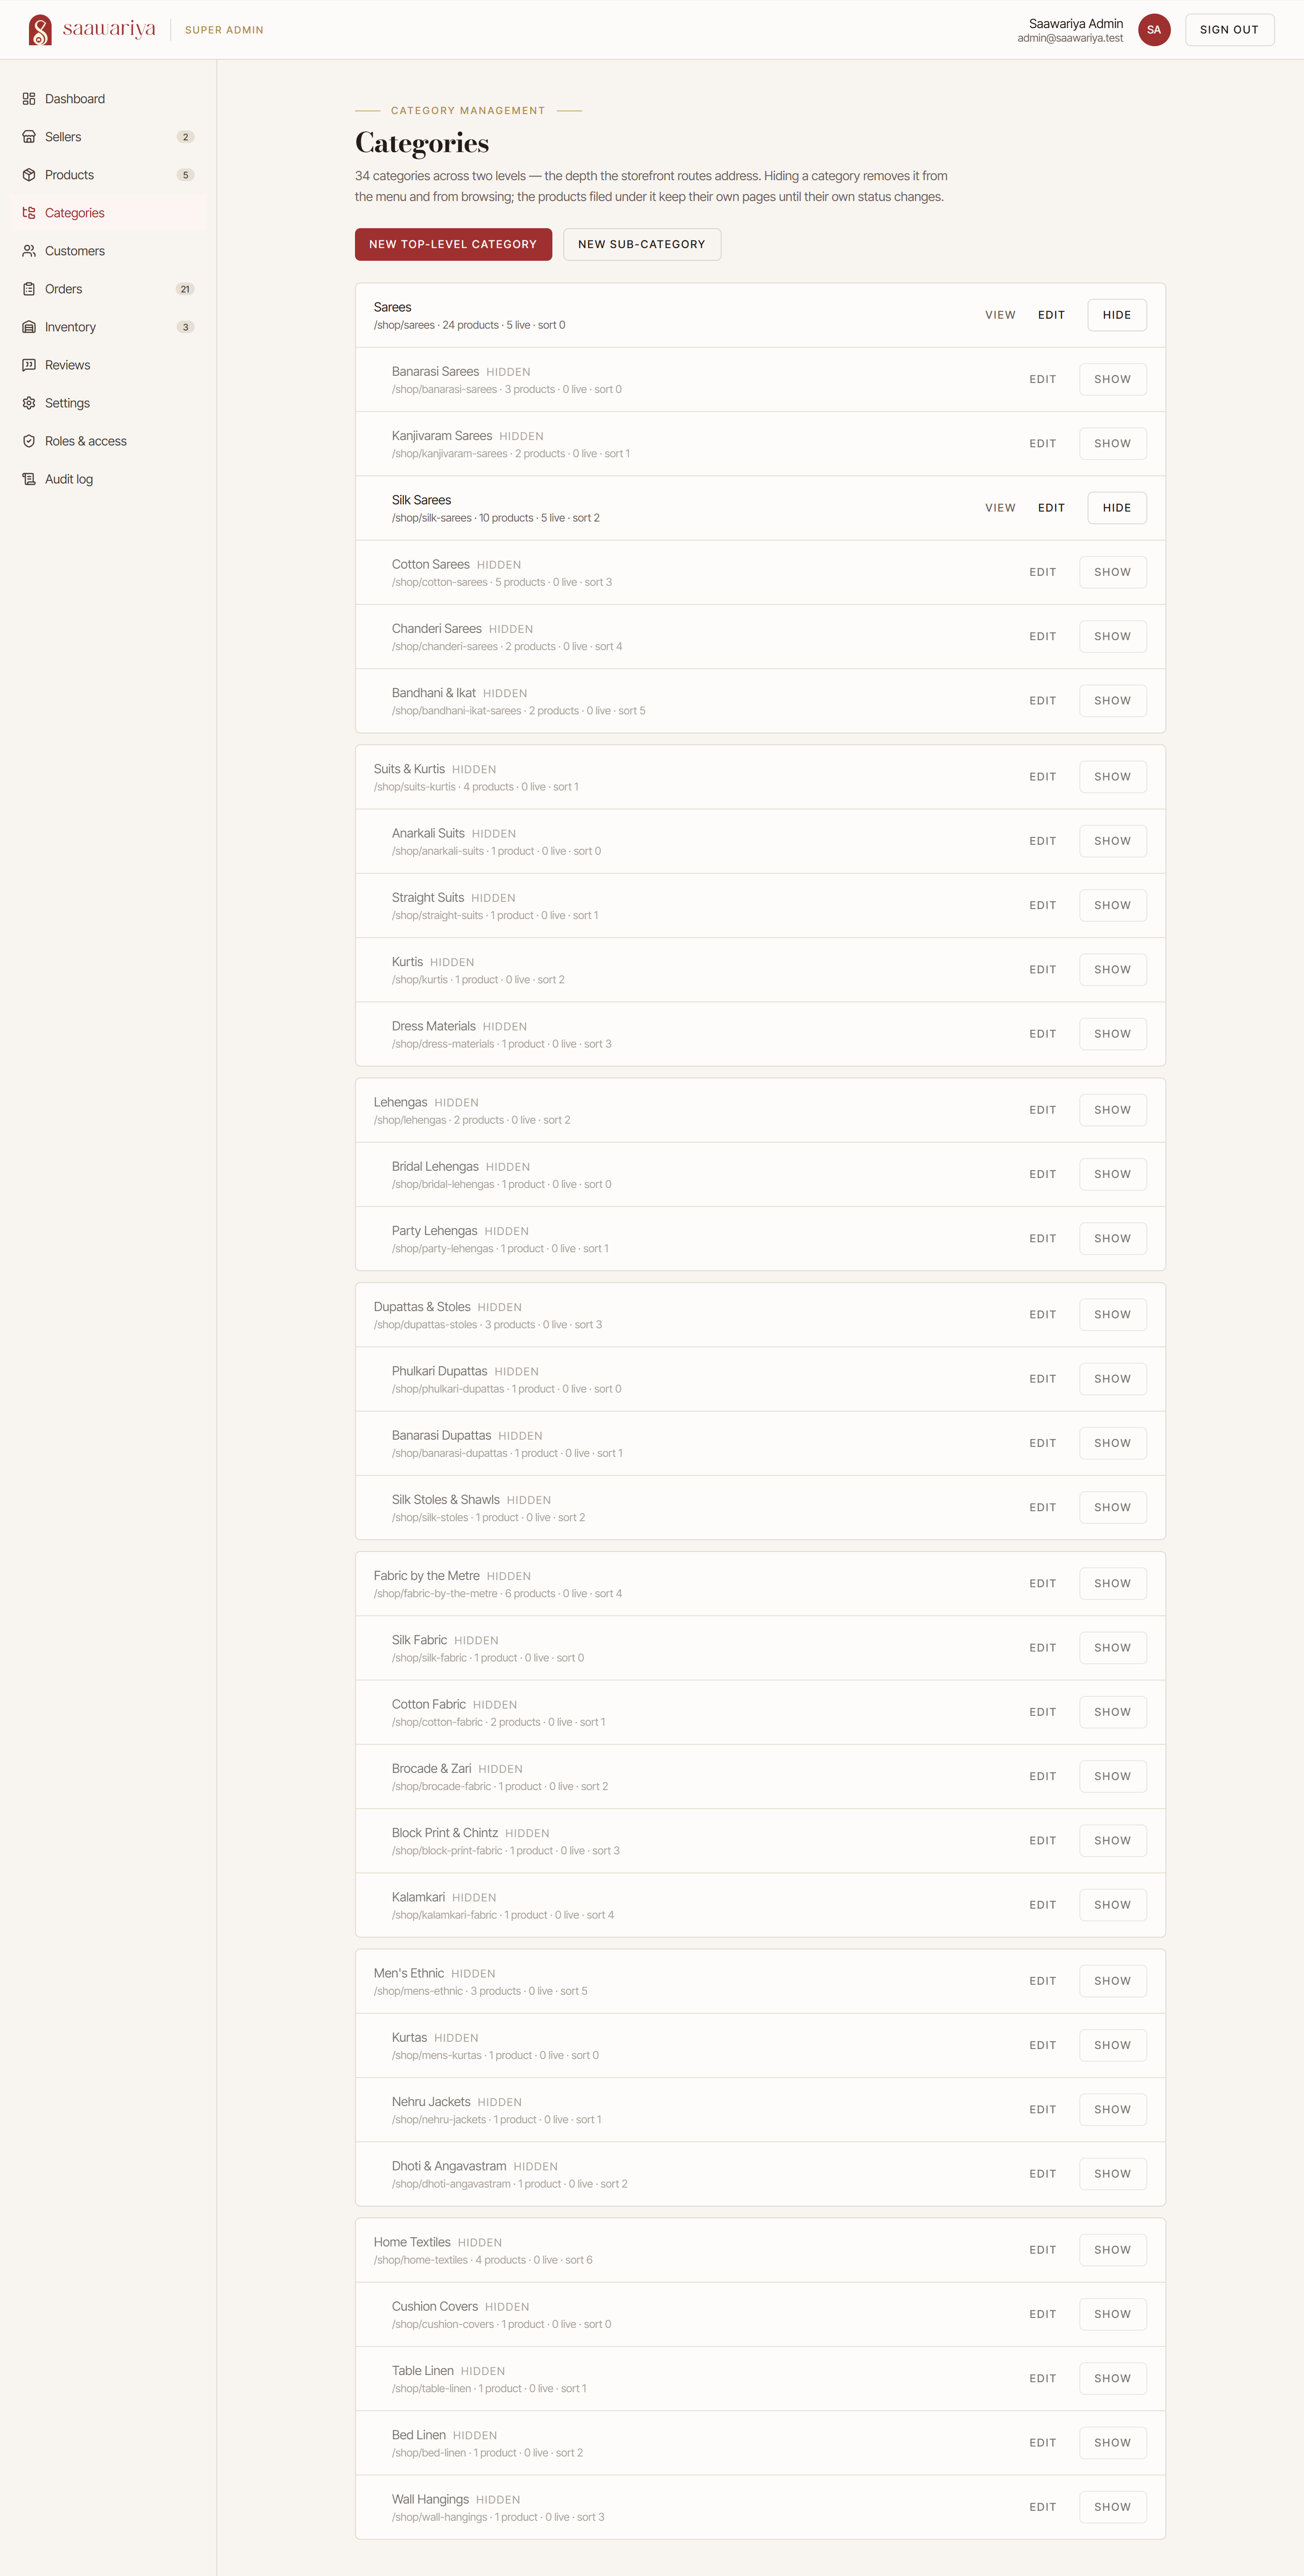 saawariya
SUPER ADMIN
Saawariya Admin
admin@saawariya.test
SA
SIGN OUT
Dashboard
Sellers 2
Products 5
Categories
Customers
Orders 21
Inventory 3
Reviews
Settings
Roles & access
Audit log
CATEGORY MANAGEMENT
Categories
34 categories across two levels — the depth the storefront routes address. Hiding a category removes it from
the menu and from browsing; the products filed under it keep their own pages until their own status changes.
NEW TOP-LEVEL CATEGORY NEW SUB-CATEGORY
Sarees
/shop/sarees · 24 products · 5 live · sort 0
VIEW EDIT HIDE
Banarasi Sarees HIDDEN
/shop/banarasi-sarees · 3 products · 0 live · sort 0
EDIT SHOW
Kanjivaram Sarees HIDDEN
/shop/kanjivaram-sarees · 2 products · 0 live · sort 1
EDIT SHOW
Silk Sarees
/shop/silk-sarees · 10 products · 5 live · sort 2
VIEW EDIT HIDE
Cotton Sarees HIDDEN
/shop/cotton-sarees · 5 products · 0 live · sort 3
EDIT SHOW
Chanderi Sarees HIDDEN
/shop/chanderi-sarees · 2 products · 0 live · sort 4
EDIT SHOW
Bandhani & Ikat HIDDEN
/shop/bandhani-ikat-sarees · 2 products · 0 live · sort 5
EDIT SHOW
Suits & Kurtis HIDDEN
/shop/suits-kurtis · 4 products · 0 live · sort 1
EDIT SHOW
Anarkali Suits HIDDEN
/shop/anarkali-suits · 1 product · 0 live · sort 0
EDIT SHOW
Straight Suits HIDDEN
/shop/straight-suits · 1 product · 0 live · sort 1
EDIT SHOW
Kurtis HIDDEN
/shop/kurtis · 1 product · 0 live · sort 2
EDIT SHOW
Dress Materials HIDDEN
/shop/dress-materials · 1 product · 0 live · sort 3
EDIT SHOW
Lehengas HIDDEN
/shop/lehengas · 2 products · 0 live · sort 2
EDIT SHOW
Bridal Lehengas HIDDEN
/shop/bridal-lehengas · 1 product · 0 live · sort 0
EDIT SHOW
Party Lehengas HIDDEN
/shop/party-lehengas · 1 product · 0 live · sort 1
EDIT SHOW
Dupattas & Stoles HIDDEN
/shop/dupattas-stoles · 3 products · 0 live · sort 3
EDIT SHOW
Phulkari Dupattas HIDDEN
/shop/phulkari-dupattas · 1 product · 0 live · sort 0
EDIT SHOW
Banarasi Dupattas HIDDEN
/shop/banarasi-dupattas · 1 product · 0 live · sort 1
EDIT SHOW
Silk Stoles & Shawls HIDDEN
/shop/silk-stoles · 1 product · 0 live · sort 2
EDIT SHOW
Fabric by the Metre HIDDEN
/shop/fabric-by-the-metre · 6 products · 0 live · sort 4
EDIT SHOW
Silk Fabric HIDDEN
/shop/silk-fabric · 1 product · 0 live · sort 0
EDIT SHOW
Cotton Fabric HIDDEN
/shop/cotton-fabric · 2 products · 0 live · sort 1
EDIT SHOW
Brocade & Zari HIDDEN
/shop/brocade-fabric · 1 product · 0 live · sort 2
EDIT SHOW
Block Print & Chintz HIDDEN
/shop/block-print-fabric · 1 product · 0 live · sort 3
EDIT SHOW
Kalamkari HIDDEN
/shop/kalamkari-fabric · 1 product · 0 live · sort 4
EDIT SHOW
Men's Ethnic HIDDEN
/shop/mens-ethnic · 3 products · 0 live · sort 5
EDIT SHOW
Kurtas HIDDEN
/shop/mens-kurtas · 1 product · 0 live · sort 0
EDIT SHOW
Nehru Jackets HIDDEN
/shop/nehru-jackets · 1 product · 0 live · sort 1
EDIT SHOW
Dhoti & Angavastram HIDDEN
/shop/dhoti-angavastram · 1 product · 0 live · sort 2
EDIT SHOW
Home Textiles HIDDEN
/shop/home-textiles · 4 products · 0 live · sort 6
EDIT SHOW
Cushion Covers HIDDEN
/shop/cushion-covers · 1 product · 0 live · sort 0
EDIT SHOW
Table Linen HIDDEN
/shop/table-linen · 1 product · 0 live · sort 1
EDIT SHOW
Bed Linen HIDDEN
/shop/bed-linen · 1 product · 0 live · sort 2
EDIT SHOW
Wall Hangings HIDDEN
/shop/wall-hangings · 1 product · 0 live · sort 3
EDIT SHOW